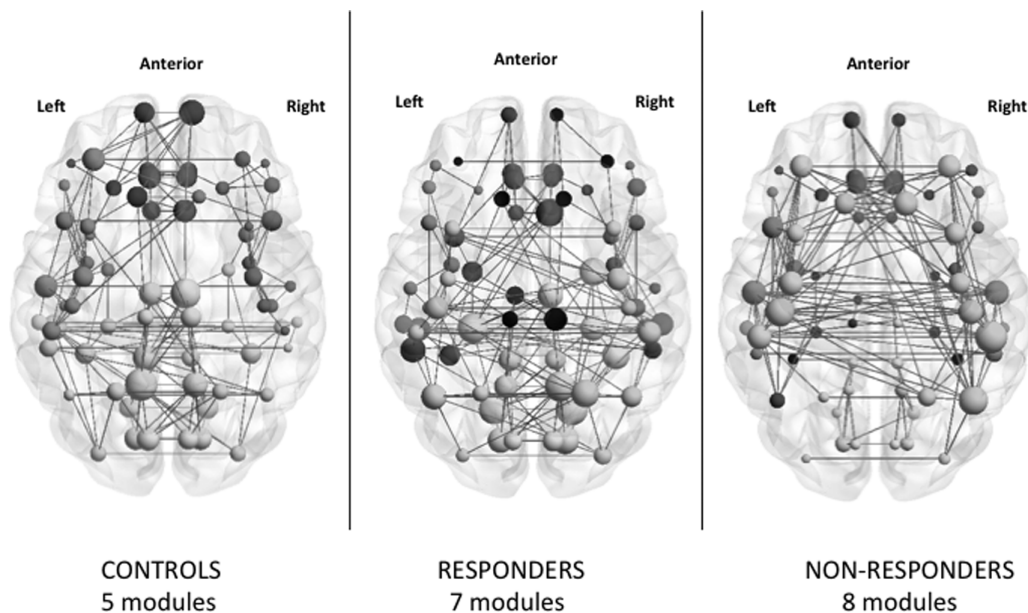 Anterior
Left
Right
CONTROLS
5 modules
Anterior
Left
Right
RESPONDERS
7 modules
Anterior
Left
Right
NON-RESPONDERS
8 modules